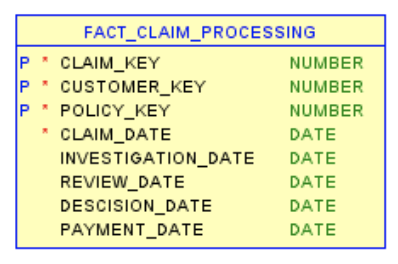 FACT_CLAIM_PROCESSING
P * CLAIM_KEY NUMBER
P * CUSTOMER_KEY NUMBER
P * POLICY_KEY NUMBER
* CLAIM_DATE DATE
INVESTIGATION_DATE DATE
REVIEW_DATE DATE
DESCISION_DATE DATE
PAYMENT_DATE DATE